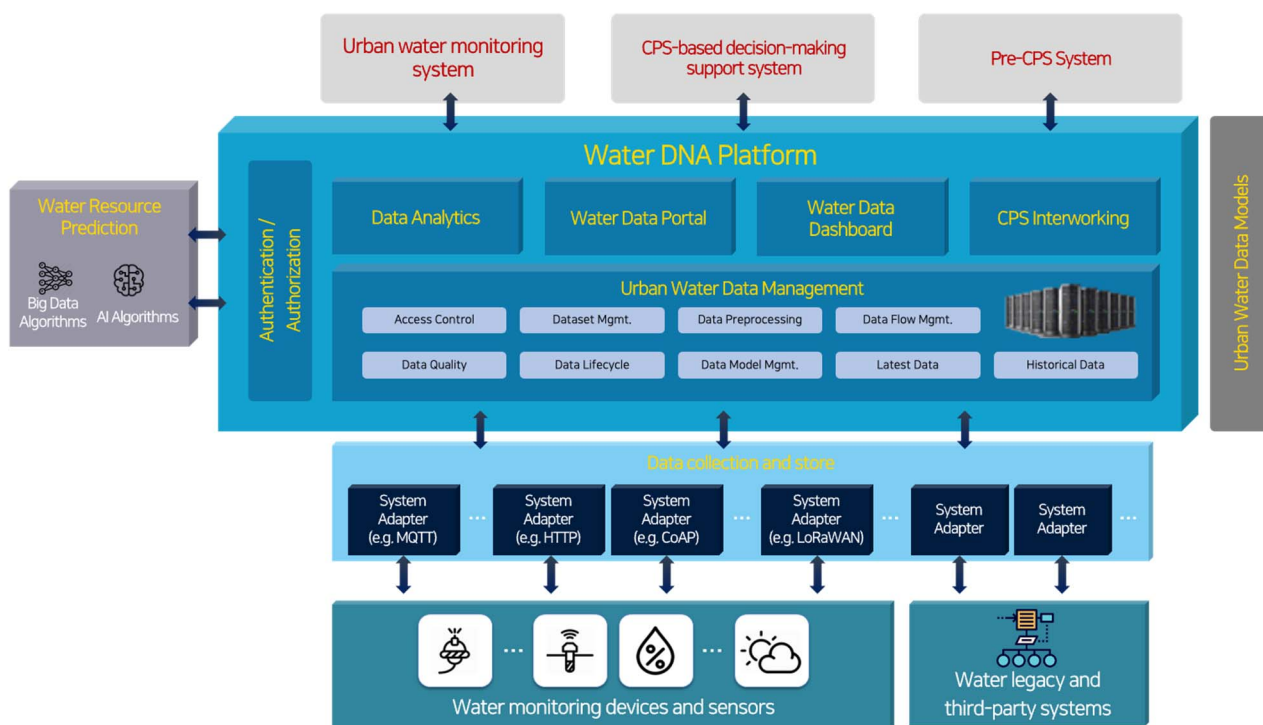 Urban water monitoring
system
CPS-based decision-making
support system
Pre-CPS System
Water DNA Platform
Water Resource
Prediction
Big Data
Algorithms
AI Algorithms
Authentication /
Authorization
Data Analytics
Water Data Portal
Water Data
Dashboard
CPS Interworking
Urban Water Data Management
Access Control
Dataset Mgmt.
Data Preprocessing
Data Flow Mgmt.
Data Quality
Data Lifecycle
Data Model Mgmt.
Latest Data
Historical Data
Urban Water Data Models
Data collection and store
System
Adapter
(e.g. MQTT)
...
System
Adapter
(e.g. HTTP)
System
Adapter
(e.g. CoAP)
...
System
Adapter
(e.g. LoRaWAN)
...
System
Adapter
System
Adapter
...
...
%
...
Water monitoring devices and sensors
Water legacy and
third-party systems